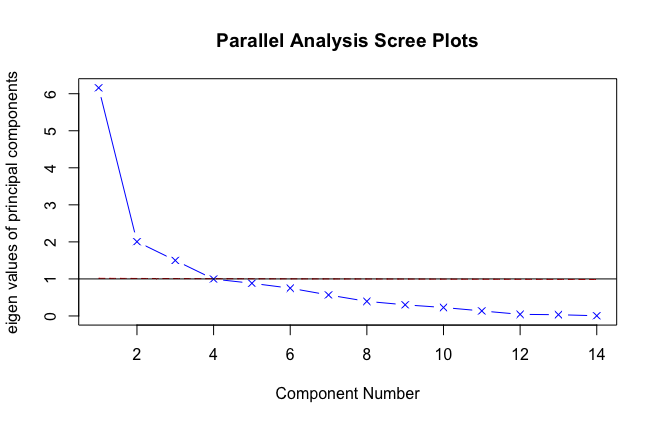 Parallel Analysis Scree Plots
eigen values of principal components
6
5
4
3
2
1
0
2 4 6 8 10 12 14
Component Number